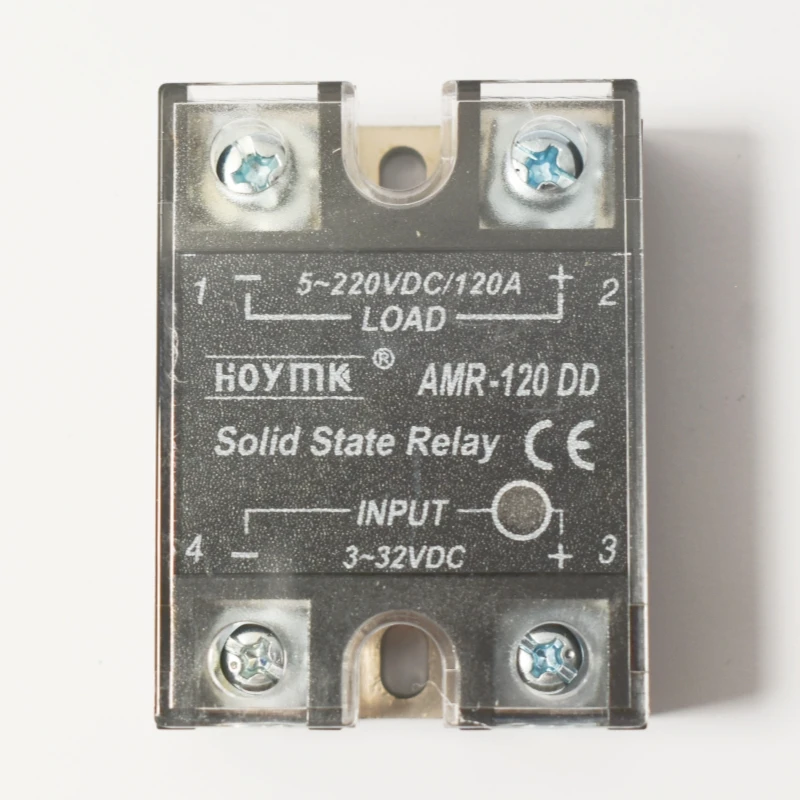 1 − 5~220VDC/120A + 2
LOAD
HOYMK ® AMR-120 DD
Solid State Relay CE
INPUT
4 − 3~32VDC + 3